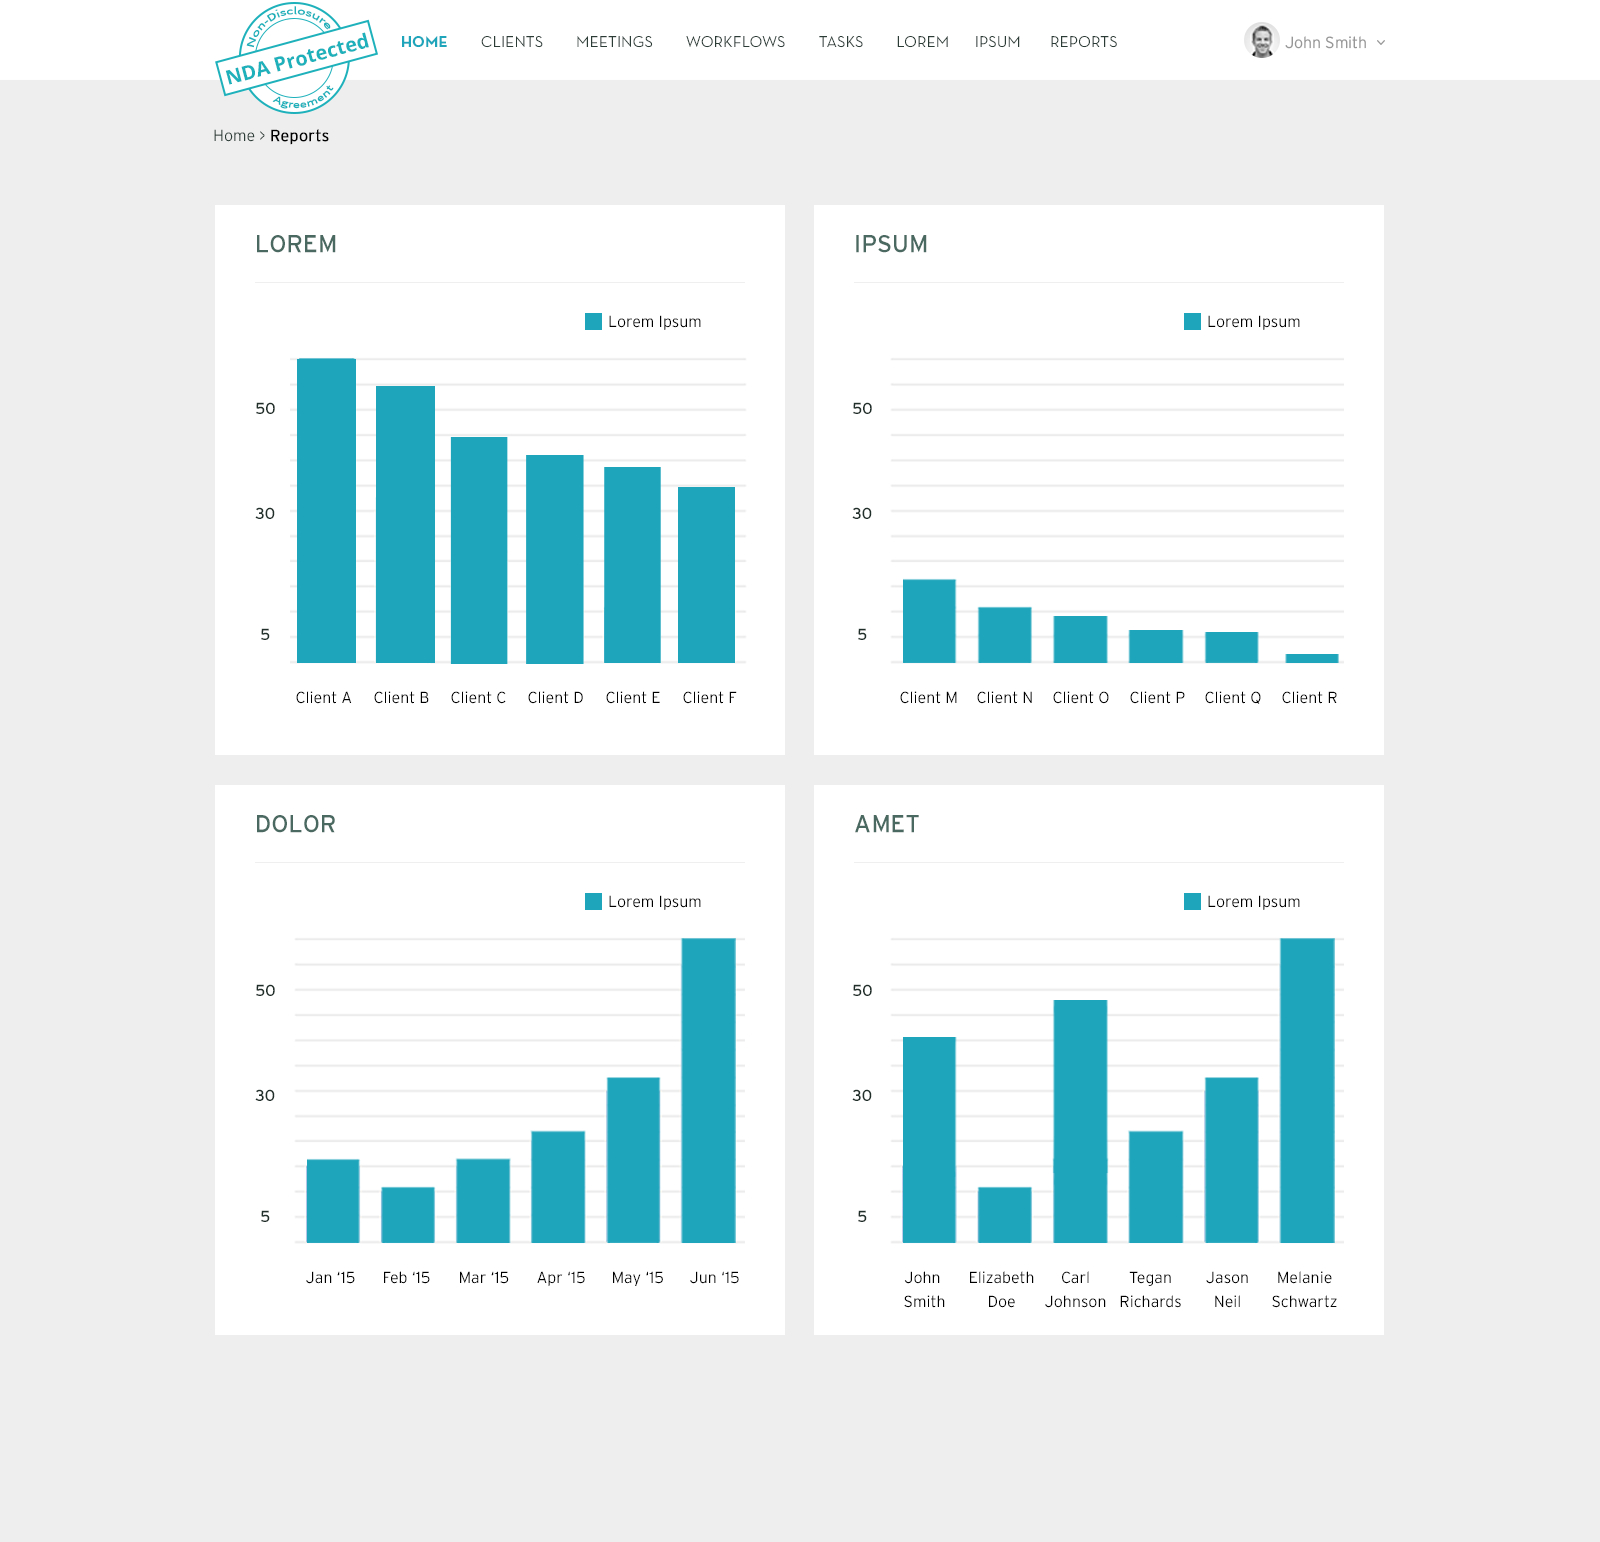 Non-Disclosure
NDA Protected
Agreement
HOME CLIENTS MEETINGS WORKFLOWS TASKS LOREM IPSUM REPORTS
John Smith
Home > Reports
LOREM
Lorem Ipsum
50
30
5
Client A Client B Client C Client D Client E Client F
IPSUM
Lorem Ipsum
50
30
5
Client M Client N Client O Client P Client Q Client R
DOLOR
Lorem Ipsum
50
30
5
Jan ‘15 Feb ‘15 Mar ‘15 Apr ‘15 May ‘15 Jun ‘15
AMET
Lorem Ipsum
50
30
5
John Elizabeth Carl Tegan Jason Melanie
Smith Doe Johnson Richards Neil Schwartz